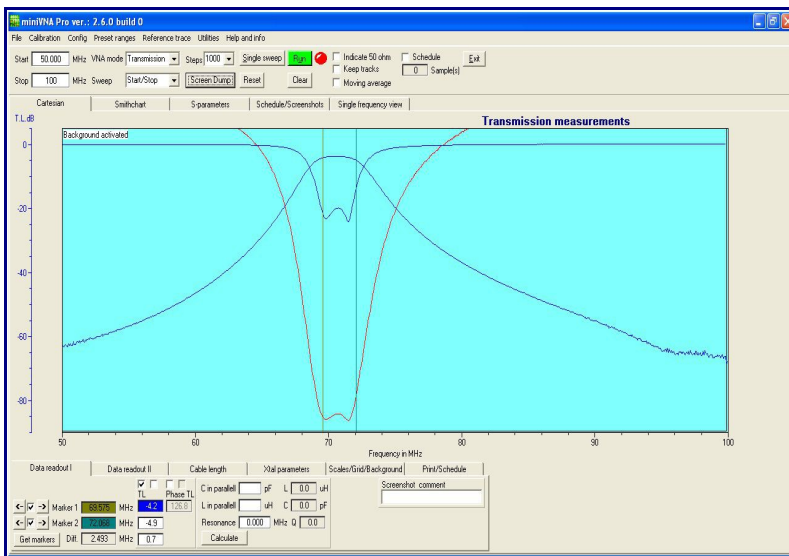 miniVNA Pro ver.: 2.6.0 build 0
File Calibration Config Preset ranges Reference trace Utilities Help and info
Start 50.000 MHz VNA mode Transmission Steps 1000 Single sweep Run Indicate 50 ohm Schedule Exit
Keep tracks 0 Sample(s)
Stop 100 MHz Sweep Start/Stop Screen Dump Reset Clear Moving average
Cartesian Smithchart S-parameters Schedule/Screenshots Single frequency view
T.L.dB Transmission measurements
Background activated
0
-20
-40
-60
-80
50 60 70 80 90 100
Frequency in MHz
Data readout I Data readout II Cable length Xtal parameters Scales/Grid/Background Print/Schedule
TL Phase TL C in parallell pF L 0.0 uH Screenshot comment
<- -> Marker 1 69.575 MHz -4.2 126.8 L in parallell uH C 0.0 pF
<- -> Marker 2 72.068 MHz -4.9 Resonance 0.000 MHz Q 0.0
Get markers Diff. 2.493 MHz 0.7 Calculate